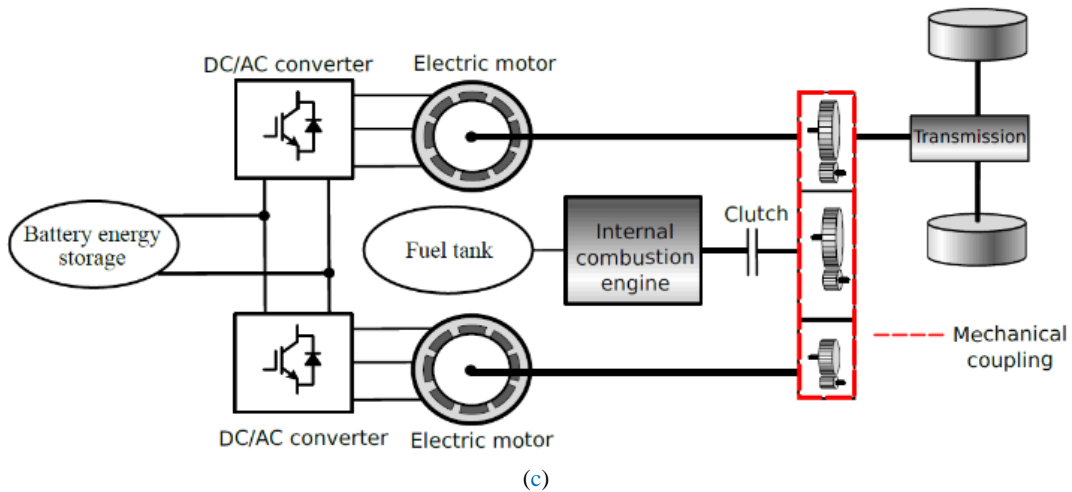 DC/AC converter
Electric motor
Transmission
Battery energy
storage
Fuel tank
Internal
combustion
engine
Clutch
Mechanical
coupling
DC/AC converter
Electric motor
(c)